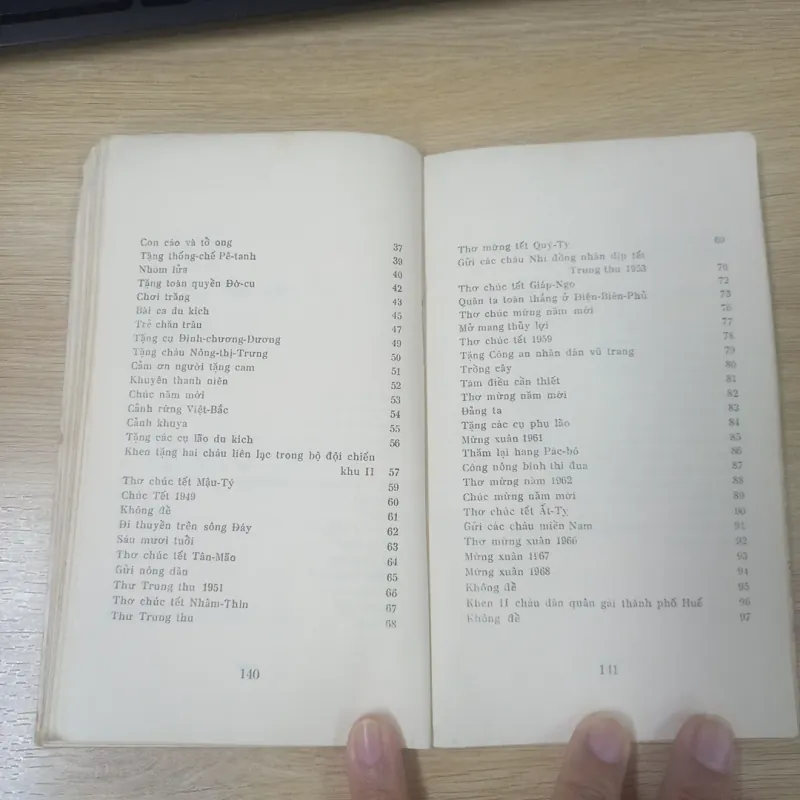 Con cáo và tổ ong 37
Tặng thống-chế Pê-tanh 39
Nhóm lửa 40
Tặng toàn quyền Đờ-cu 42
Chơi trăng 43
Bài ca du kích 45
Trẻ chăn trâu 47
Tặng cụ Đinh-chương-Dương 49
Tặng cháu Nông-thị-Trưng 50
Cảm ơn người tặng cam 51
Khuyên thanh niên 52
Chúc năm mới 53
Cảnh rừng Việt-Bắc 54
Cảnh khuya 55
Tặng các cụ lão du kích 56
Khen tặng hai cháu liên lạc trong bộ đội chiến
khu II 57
Thơ chúc tết Mậu-Tý 59
Chúc Tết 1949 60
Không đề 61
Đi thuyền trên sông Đáy 62
Sáu mươi tuổi 63
Thơ chúc tết Tân-Mão 64
Gửi nông dân 65
Thư Trung thu 1951 66
Thơ chúc tết Nhâm-Thìn 67
Thư Trung thu 68
140
Thơ mừng tết Quý-Tỵ 69
Gửi các cháu Nhi đồng nhân dịp tết
Trung thu 1953 70
Thơ chúc tết Giáp-Ngọ 72
Quân ta toàn thắng ở Điện-Biên-Phủ 73
Thơ chúc mừng năm mới 76
Mở mang thủy lợi 77
Thơ chúc tết 1959 78
Tặng Công an nhân dân vũ trang 79
Trồng cây 80
Tám điều cần thiết 81
Thơ mừng năm mới 82
Đảng ta 83
Tặng các cụ phụ lão 84
Mừng xuân 1961 85
Thăm lại hang Pác-bó 86
Công nông binh thi đua 87
Thơ mừng năm 1962 88
Chúc mừng năm mới 89
Thơ chúc tết Ất-Tỵ 90
Gửi các cháu miền Nam 91
Thơ mừng xuân 1966 92
Mừng xuân 1167 93
Mừng xuân 1968 94
Không đề 95
Khen II cháu dân quân gái thành phố Huế 96
Không đề 97
141